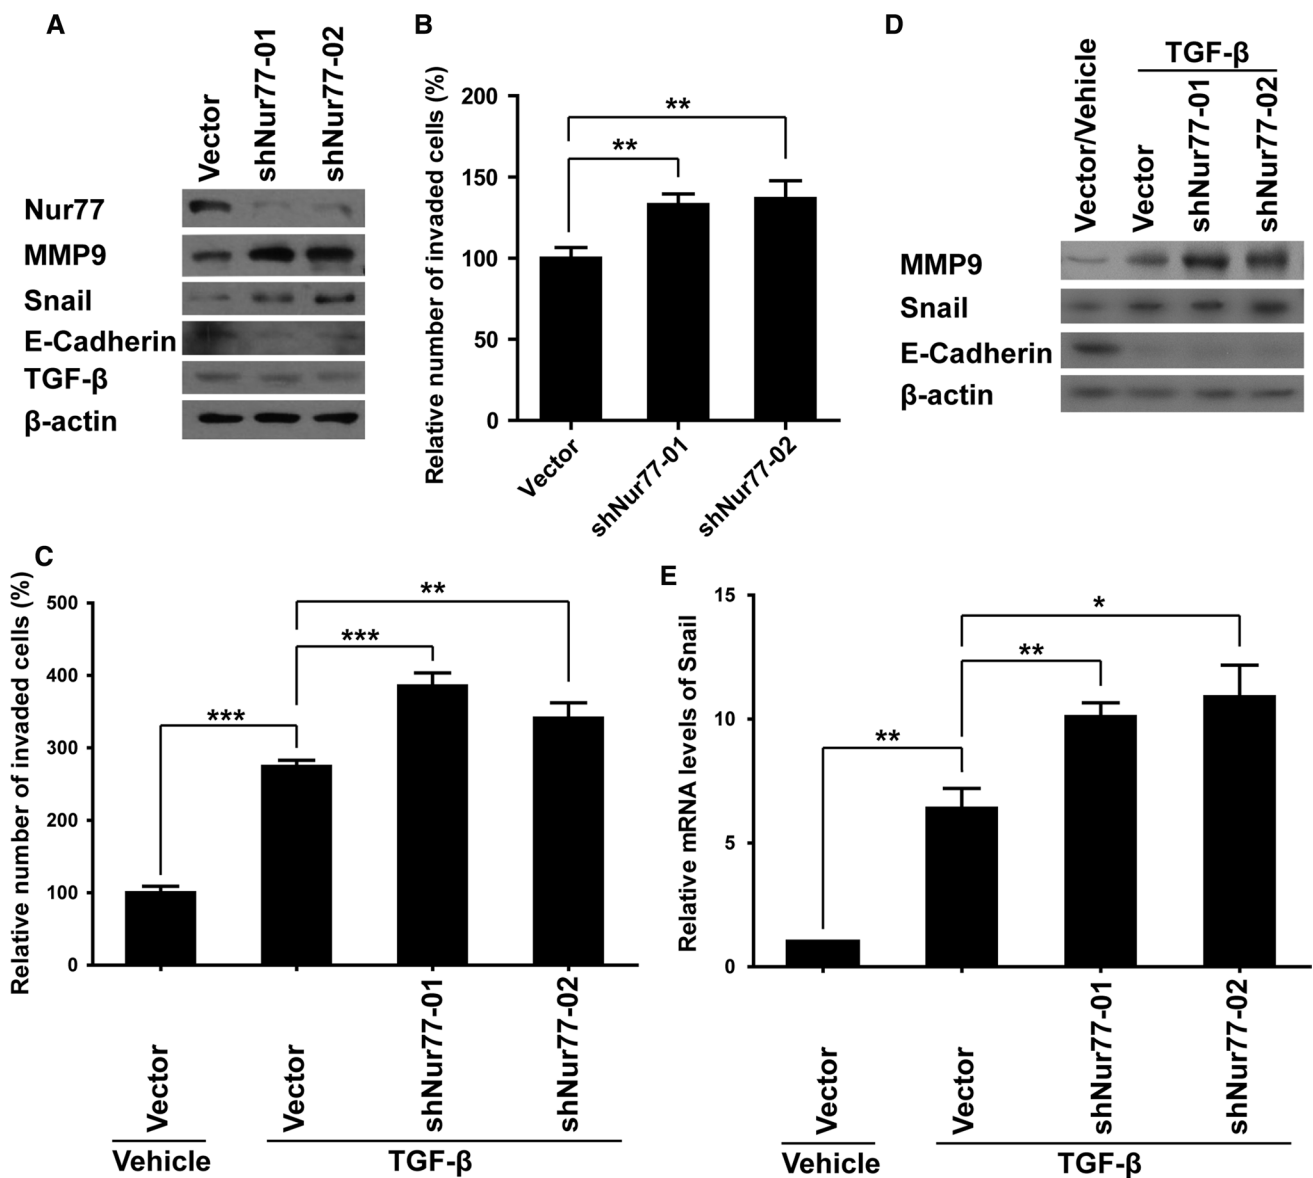 A
Vector
shNur77-01
shNur77-02
Nur77
MMP9
Snail
E-Cadherin
TGF-β
β-actin
B
Relative number of invaded cells (%)
200
150
100
50
0
**
**
Vector
shNur77-01
shNur77-02
D
TGF-β
Vector/Vehicle
Vector
shNur77-01
shNur77-02
MMP9
Snail
E-Cadherin
β-actin
C
Relative number of invaded cells (%)
500
400
300
200
100
0
***
***
**
Vector
Vector
shNur77-01
shNur77-02
Vehicle
TGF-β
E
Relative mRNA levels of Snail
15
10
5
0
**
**
*
Vector
Vector
shNur77-01
shNur77-02
Vehicle
TGF-β